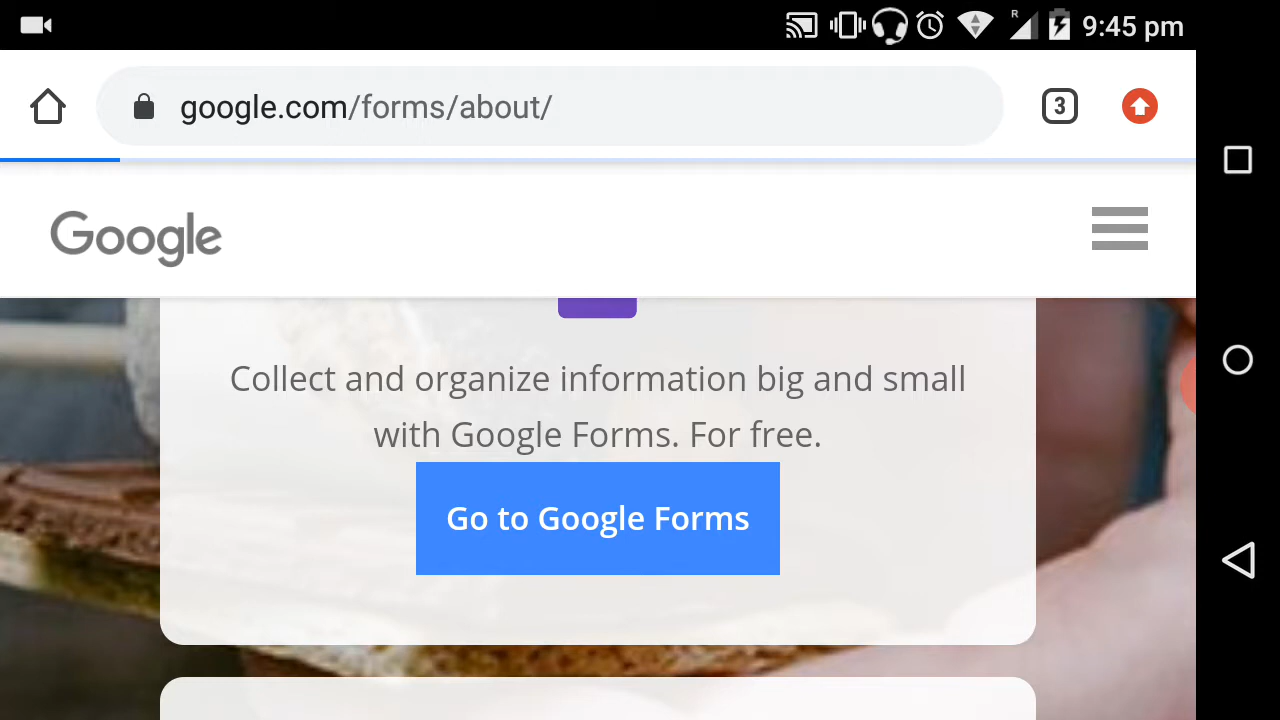 R
9:45 pm
google.com/forms/about/
3
Google
Collect and organize information big and small
with Google Forms. For free.
Go to Google Forms